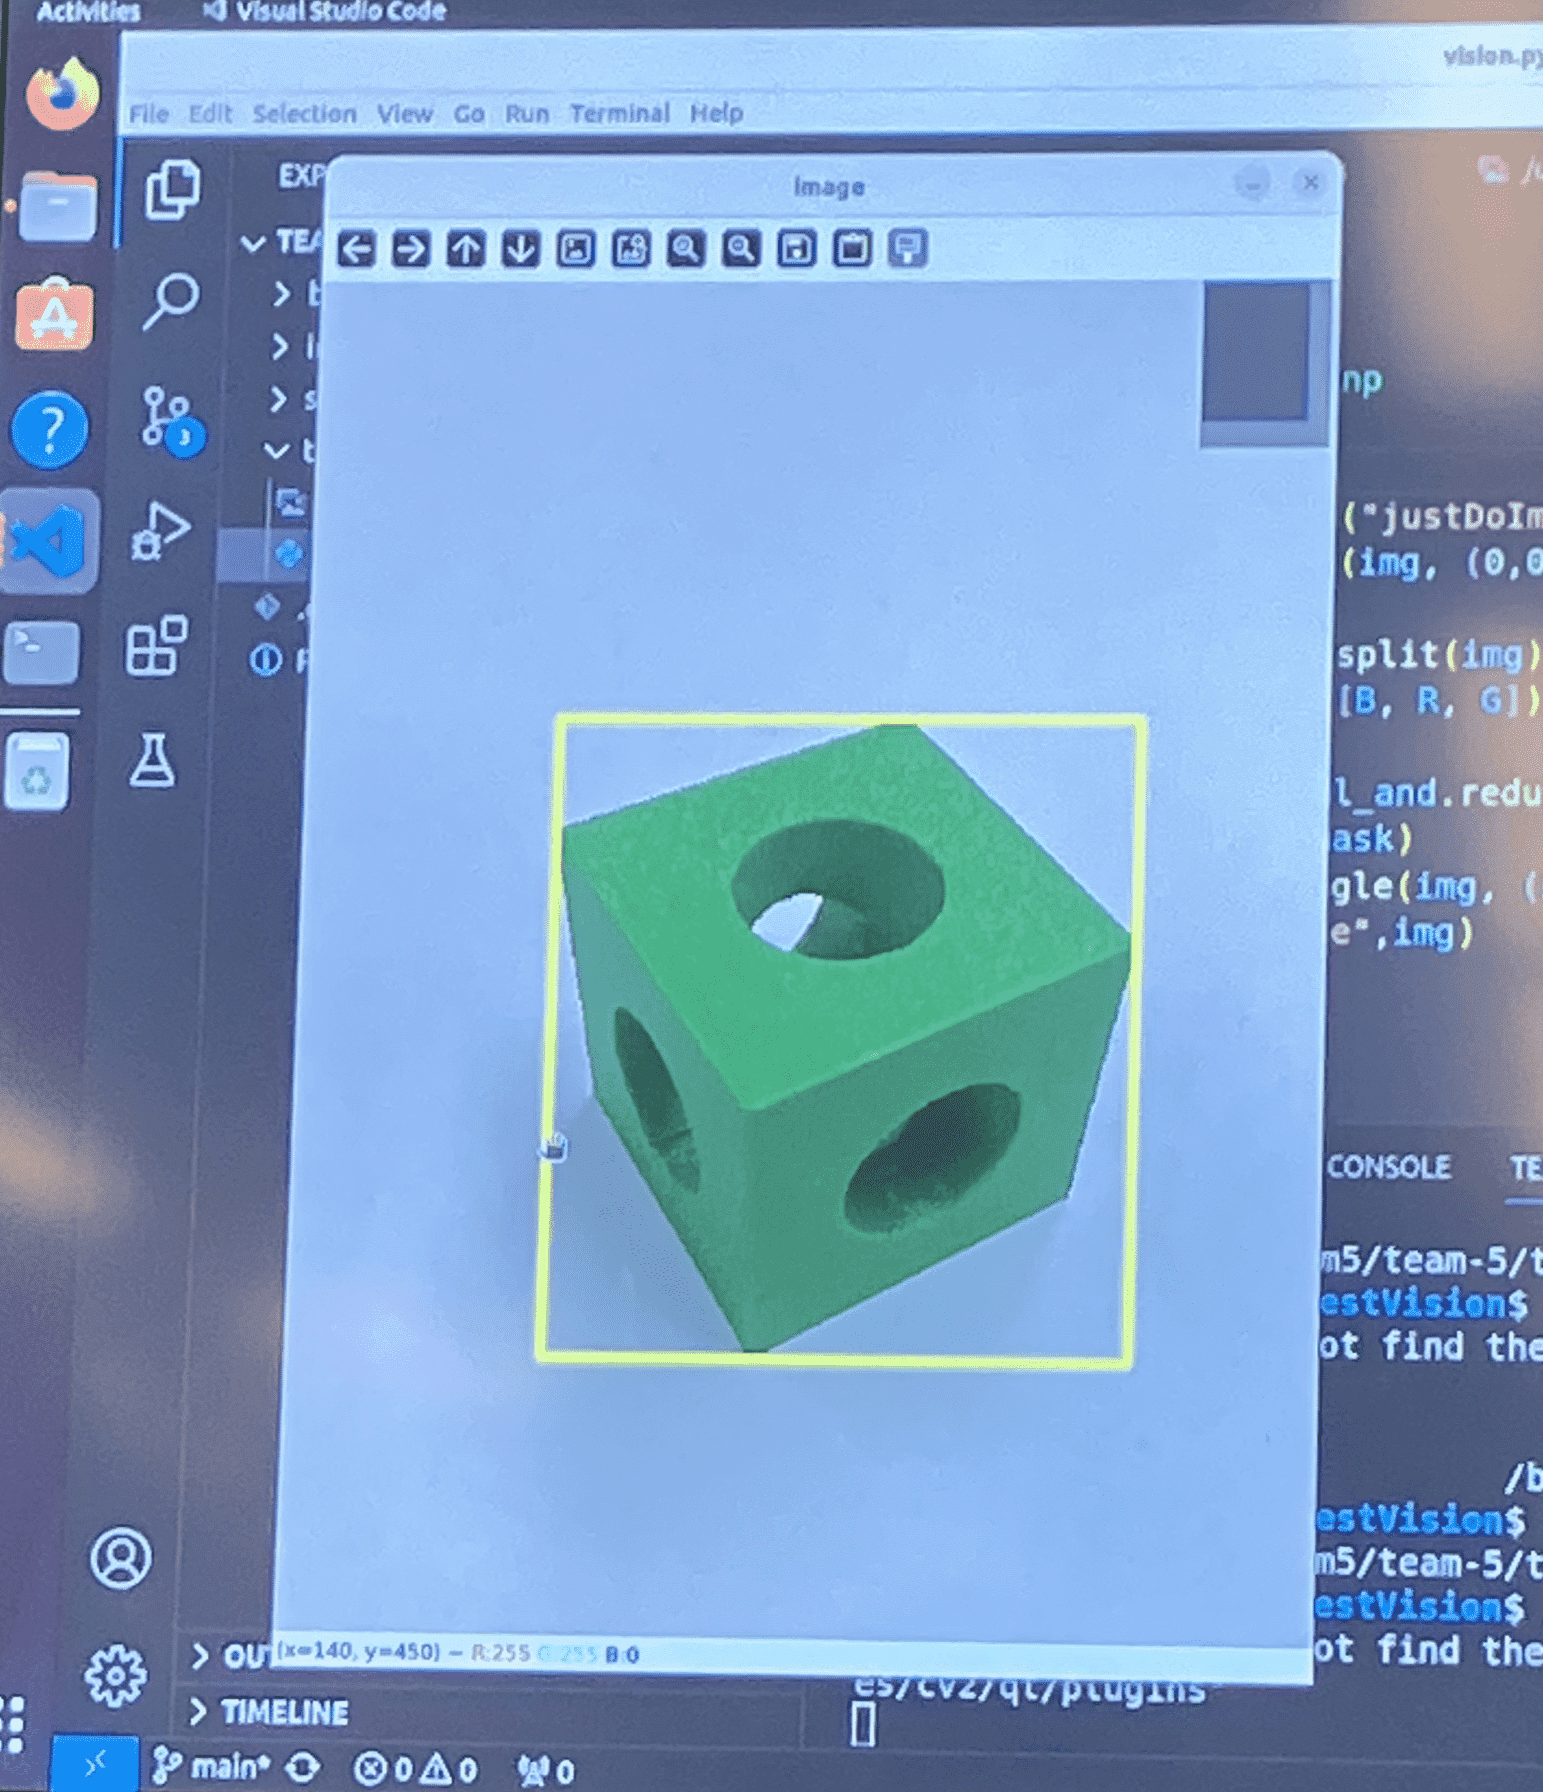 Activities Visual Studio Code
vision.py
File Edit Selection View Go Run Terminal Help
EXP
Image
TEA
np
("justDoIm
(img, (0,0
split(img)
[B, R, G])
l_and.redu
ask)
gle(img, (
e",img)
3
CONSOLE TE
m5/team-5/t
estVision$
ot find the
/b
estVision$
m5/team-5/t
estVision$
ot find the
OU
(x=140, y=450) ~ R:255 G:255 B:0
es/cv2/qt/plugins"
TIMELINE
main* 0 0 0